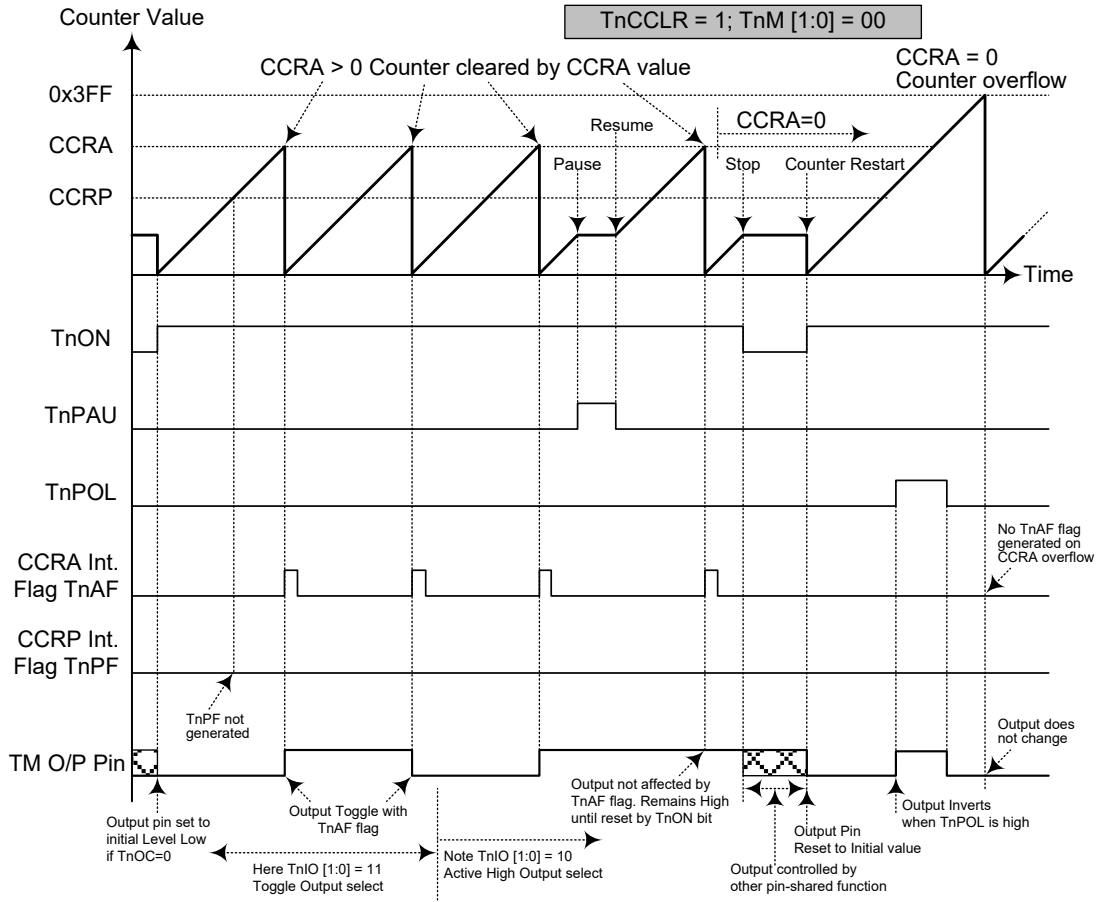 Counter Value
TnCCLR = 1; TnM [1:0] = 00
CCRA > 0 Counter cleared by CCRA value
CCRA = 0
Counter overflow
0x3FF
CCRA
CCRP
Resume
CCRA=0
Pause
Stop
Counter Restart
Time
TnON
TnPAU
TnPOL
CCRA Int.
Flag TnAF
No TnAF flag
generated on
CCRA overflow
CCRP Int.
Flag TnPF
TnPF not
generated
Output does
not change
TM O/P Pin
Output pin set to
initial Level Low
if TnOC=0
Output Toggle with
TnAF flag
Here TnIO [1:0] = 11
Toggle Output select
Note TnIO [1:0] = 10
Active High Output select
Output not affected by
TnAF flag. Remains High
until reset by TnON bit
Output controlled by
other pin-shared function
Output Pin
Reset to Initial value
Output Inverts
when TnPOL is high